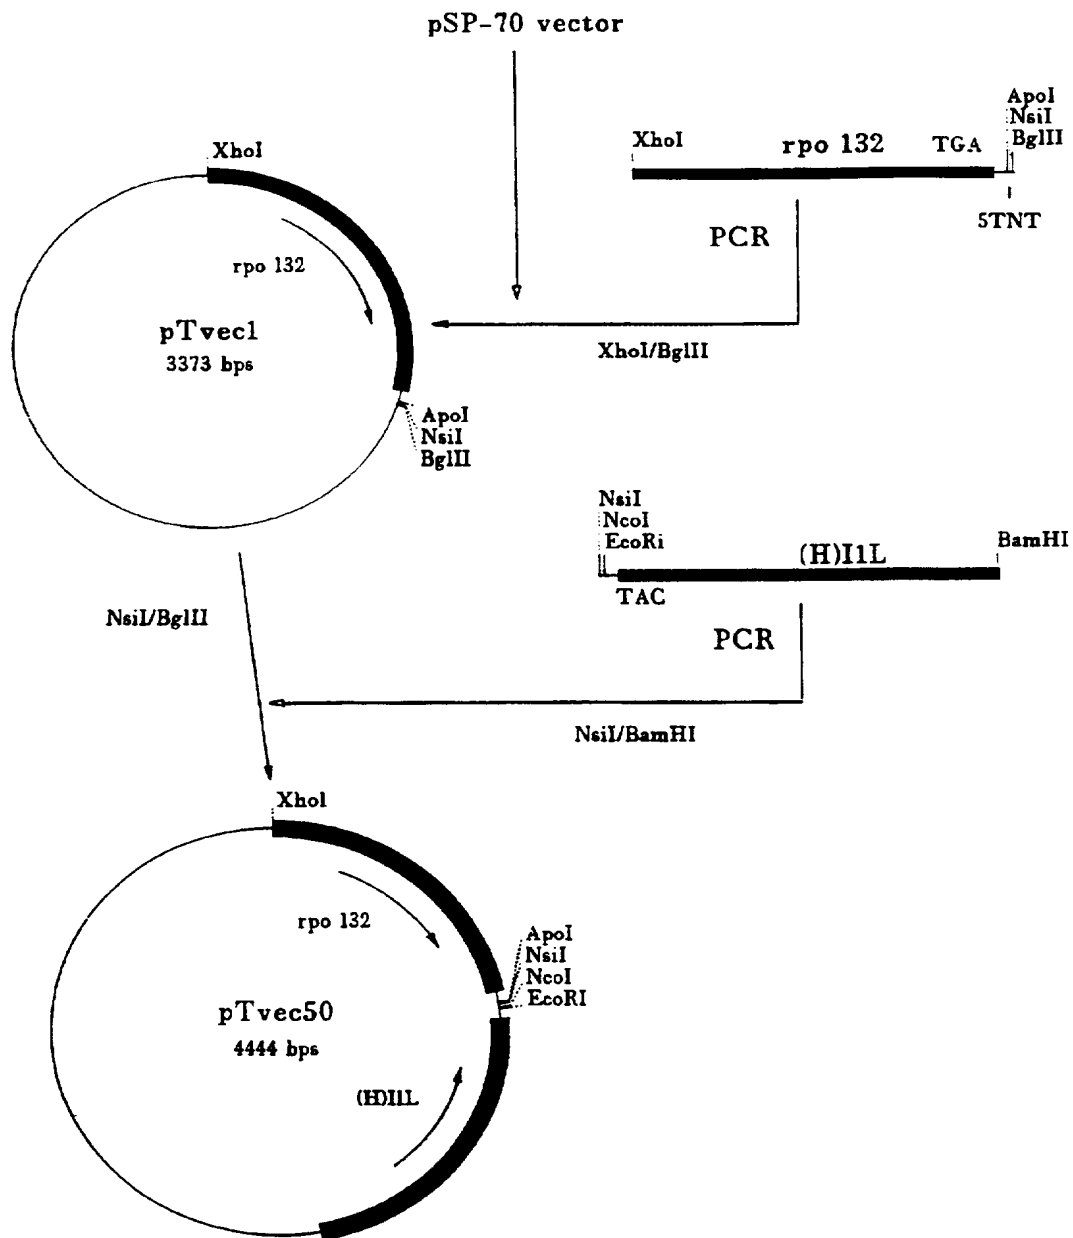 pSP-70 vector
XhoI
rpo 132
pTvec1
3373 bps
ApoI
NsiI
BglII
XhoI
rpo 132
TGA
ApoI
NsiI
BglII
5TNT
PCR
XhoI/BglII
NsiI
NcoI
EcoRi
(H)I1L
BamHI
TAC
PCR
NsiI/BglII
NsiI/BamHI
XhoI
rpo 132
ApoI
NsiI
NcoI
EcoRI
pTvec50
4444 bps
(H)I1L